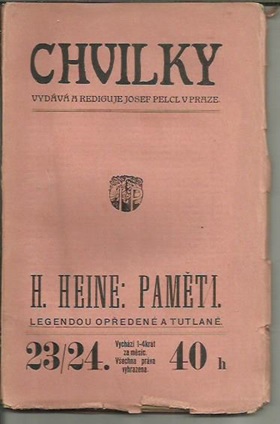 CHVILKY
VYDÁVÁ A REDIGUJE JOSEF PELCL V PRAZE.
H. HEINE: PAMĚTI.
LEGENDOU OPŘEDENÉ A TUTLANÉ.
23/24.
Vychází 1-4krát
za měsíc.
Všechna práva
vyhrazena.
40 h